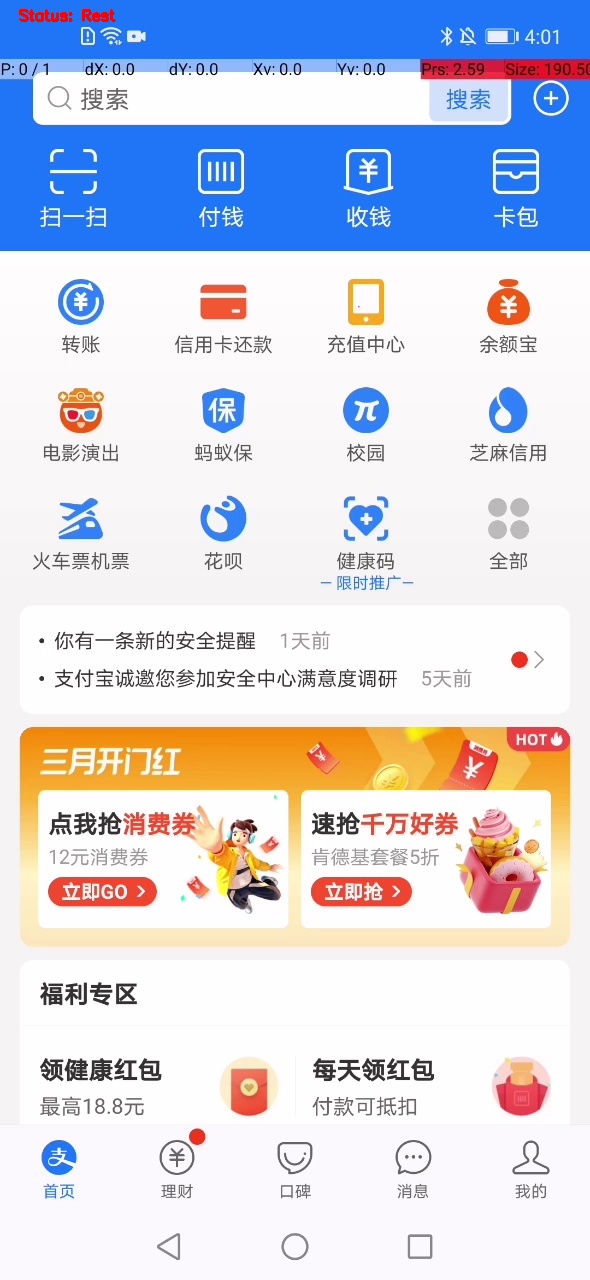 Status: Rest
4:01
P: 0 / 1 dX: 0.0 dY: 0.0 Xv: 0.0 Yv: 0.0 Prs: 2.59 Size: 190.50
搜索 搜索
扫一扫 付钱 收钱 卡包
转账 信用卡还款 充值中心 余额宝
保
电影演出 蚂蚁保 校园 芝麻信用
火车票机票 花呗 健康码 全部
限时推广
• 你有一条新的安全提醒 1天前
• 支付宝诚邀您参加安全中心满意度调研 5天前
三月开门红 HOT
点我抢消费券 速抢千万好券
12元消费券 肯德基套餐5折
立即GO 立即抢
福利专区
领健康红包 每天领红包
最高18.8元 付款可抵扣
支
首页 理财 口碑 消息 我的